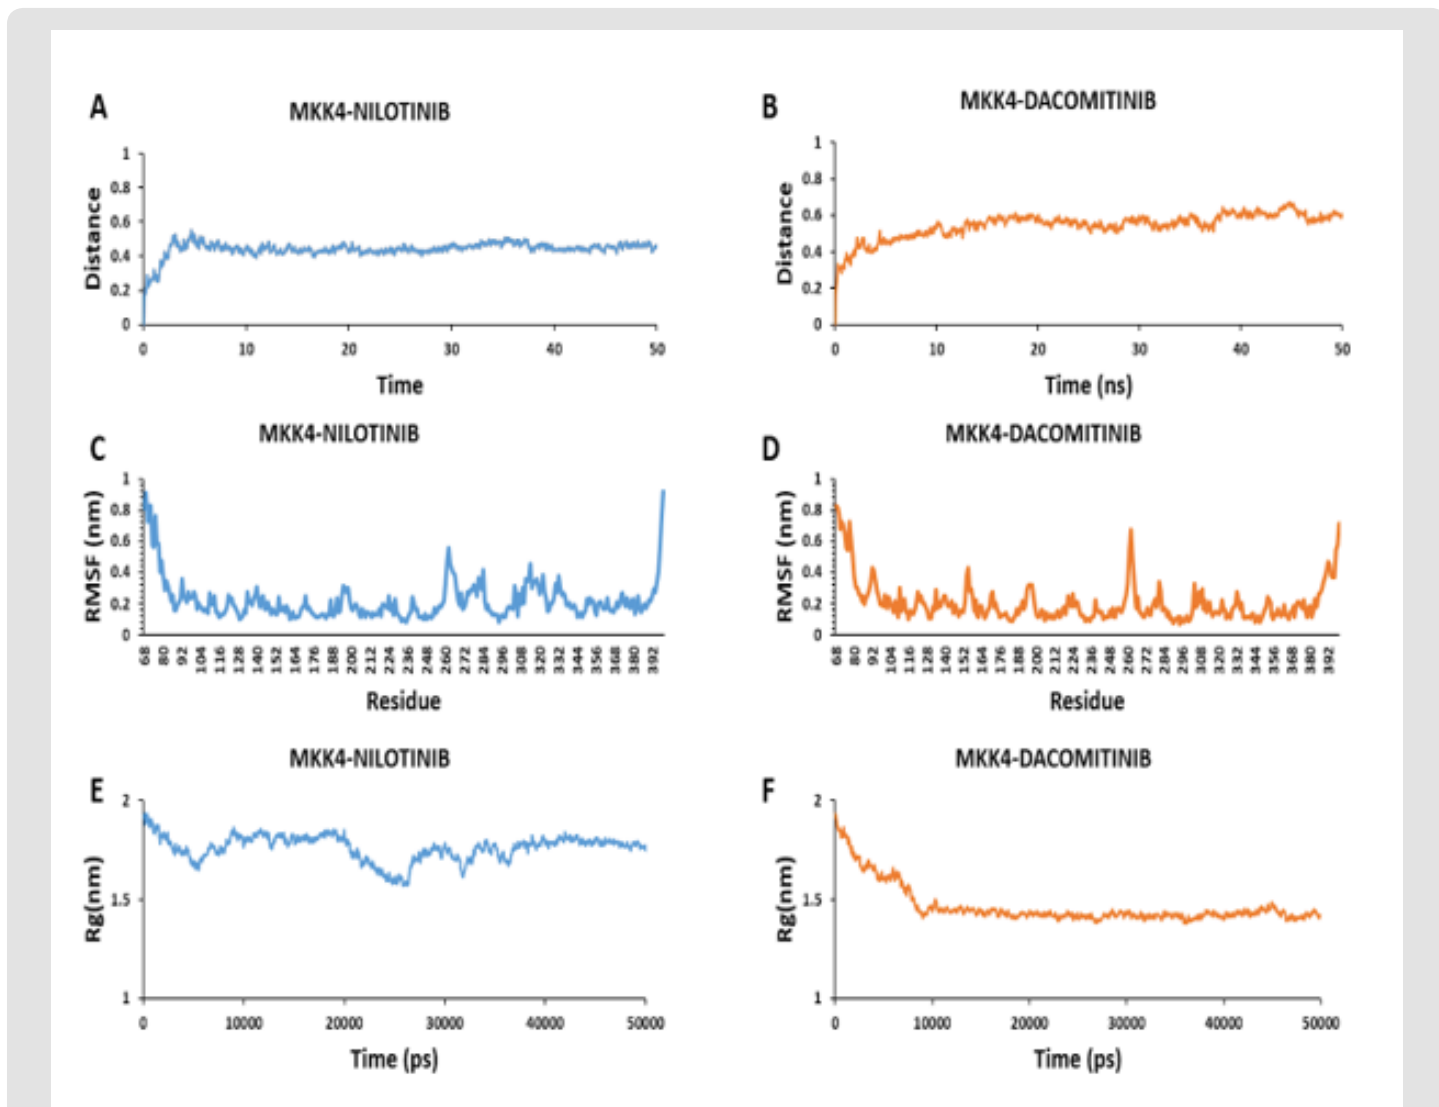 A
MKK4-NILOTINIB
Distance
1
0.8
0.6
0.4
0.2
0
0 10 20 30 40 50
Time
B
MKK4-DACOMITINIB
Distance
1
0.8
0.6
0.4
0.2
0
0 10 20 30 40 50
Time (ns)
C
MKK4-NILOTINIB
RMSF (nm)
1
0.8
0.6
0.4
0.2
0
68 80 92 104 116 128 140 152 164 176 188 200 212 224 236 248 260 272 284 296 308 320 332 344 356 368 380 392
Residue
D
MKK4-DACOMITINIB
RMSF (nm)
1
0.8
0.6
0.4
0.2
0
68 80 92 104 116 128 140 152 164 176 188 200 212 224 236 248 260 272 284 296 308 320 332 344 356 368 380 392
Residue
E
MKK4-NILOTINIB
Rg(nm)
2
1.5
1
0 10000 20000 30000 40000 50000
Time (ps)
F
MKK4-DACOMITINIB
Rg(nm)
2
1.5
1
0 10000 20000 30000 40000 50000
Time (ps)